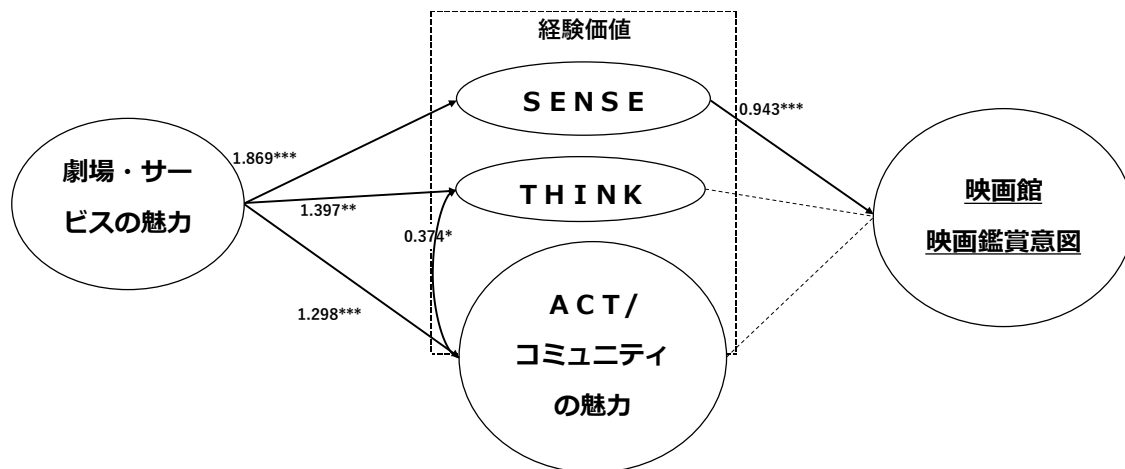 経験価値
ＳＥＮＳＥ
0.943***
1.869***
劇場・サー
ビスの魅力
ＴＨＩＮＫ
1.397**
映画館
映画鑑賞意図
0.374*
1.298***
ＡＣＴ/
コミュニティ
の魅力